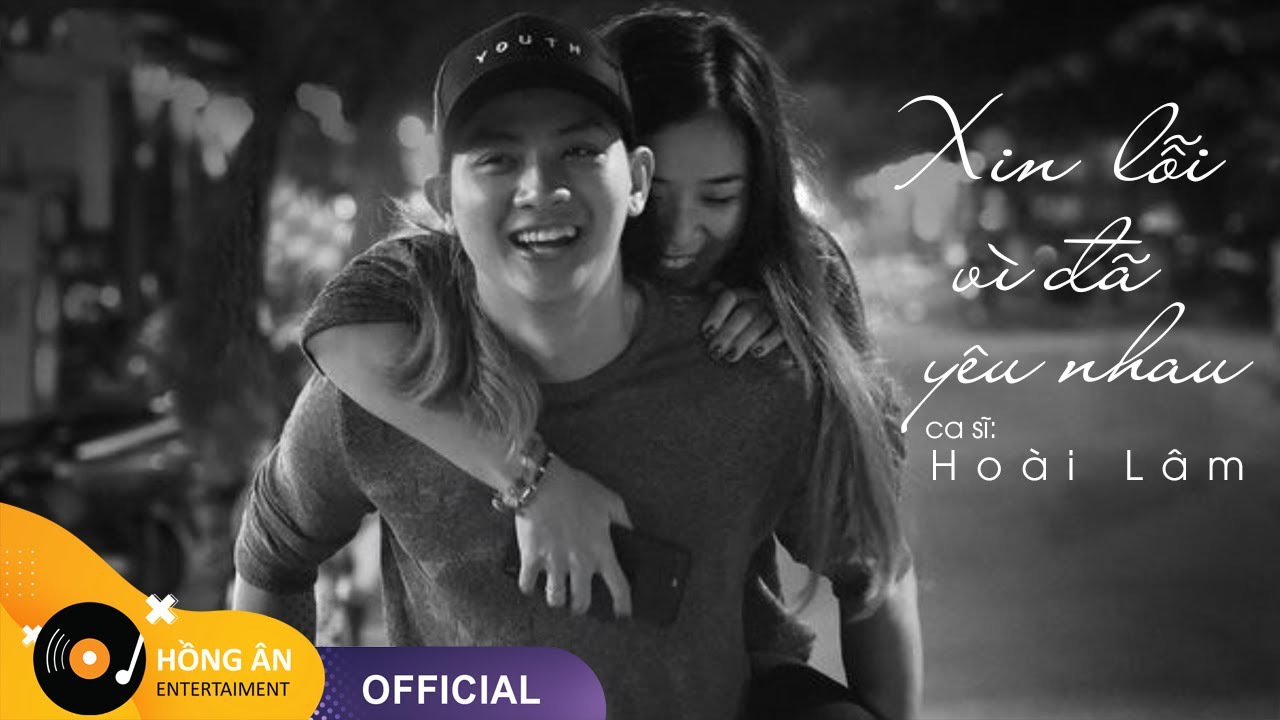 YOUTH
Xin lỗi
vì đã
yêu nhau
ca sĩ:
Hoài Lâm
HỒNG ÂN
ENTERTAIMENT
OFFICIAL